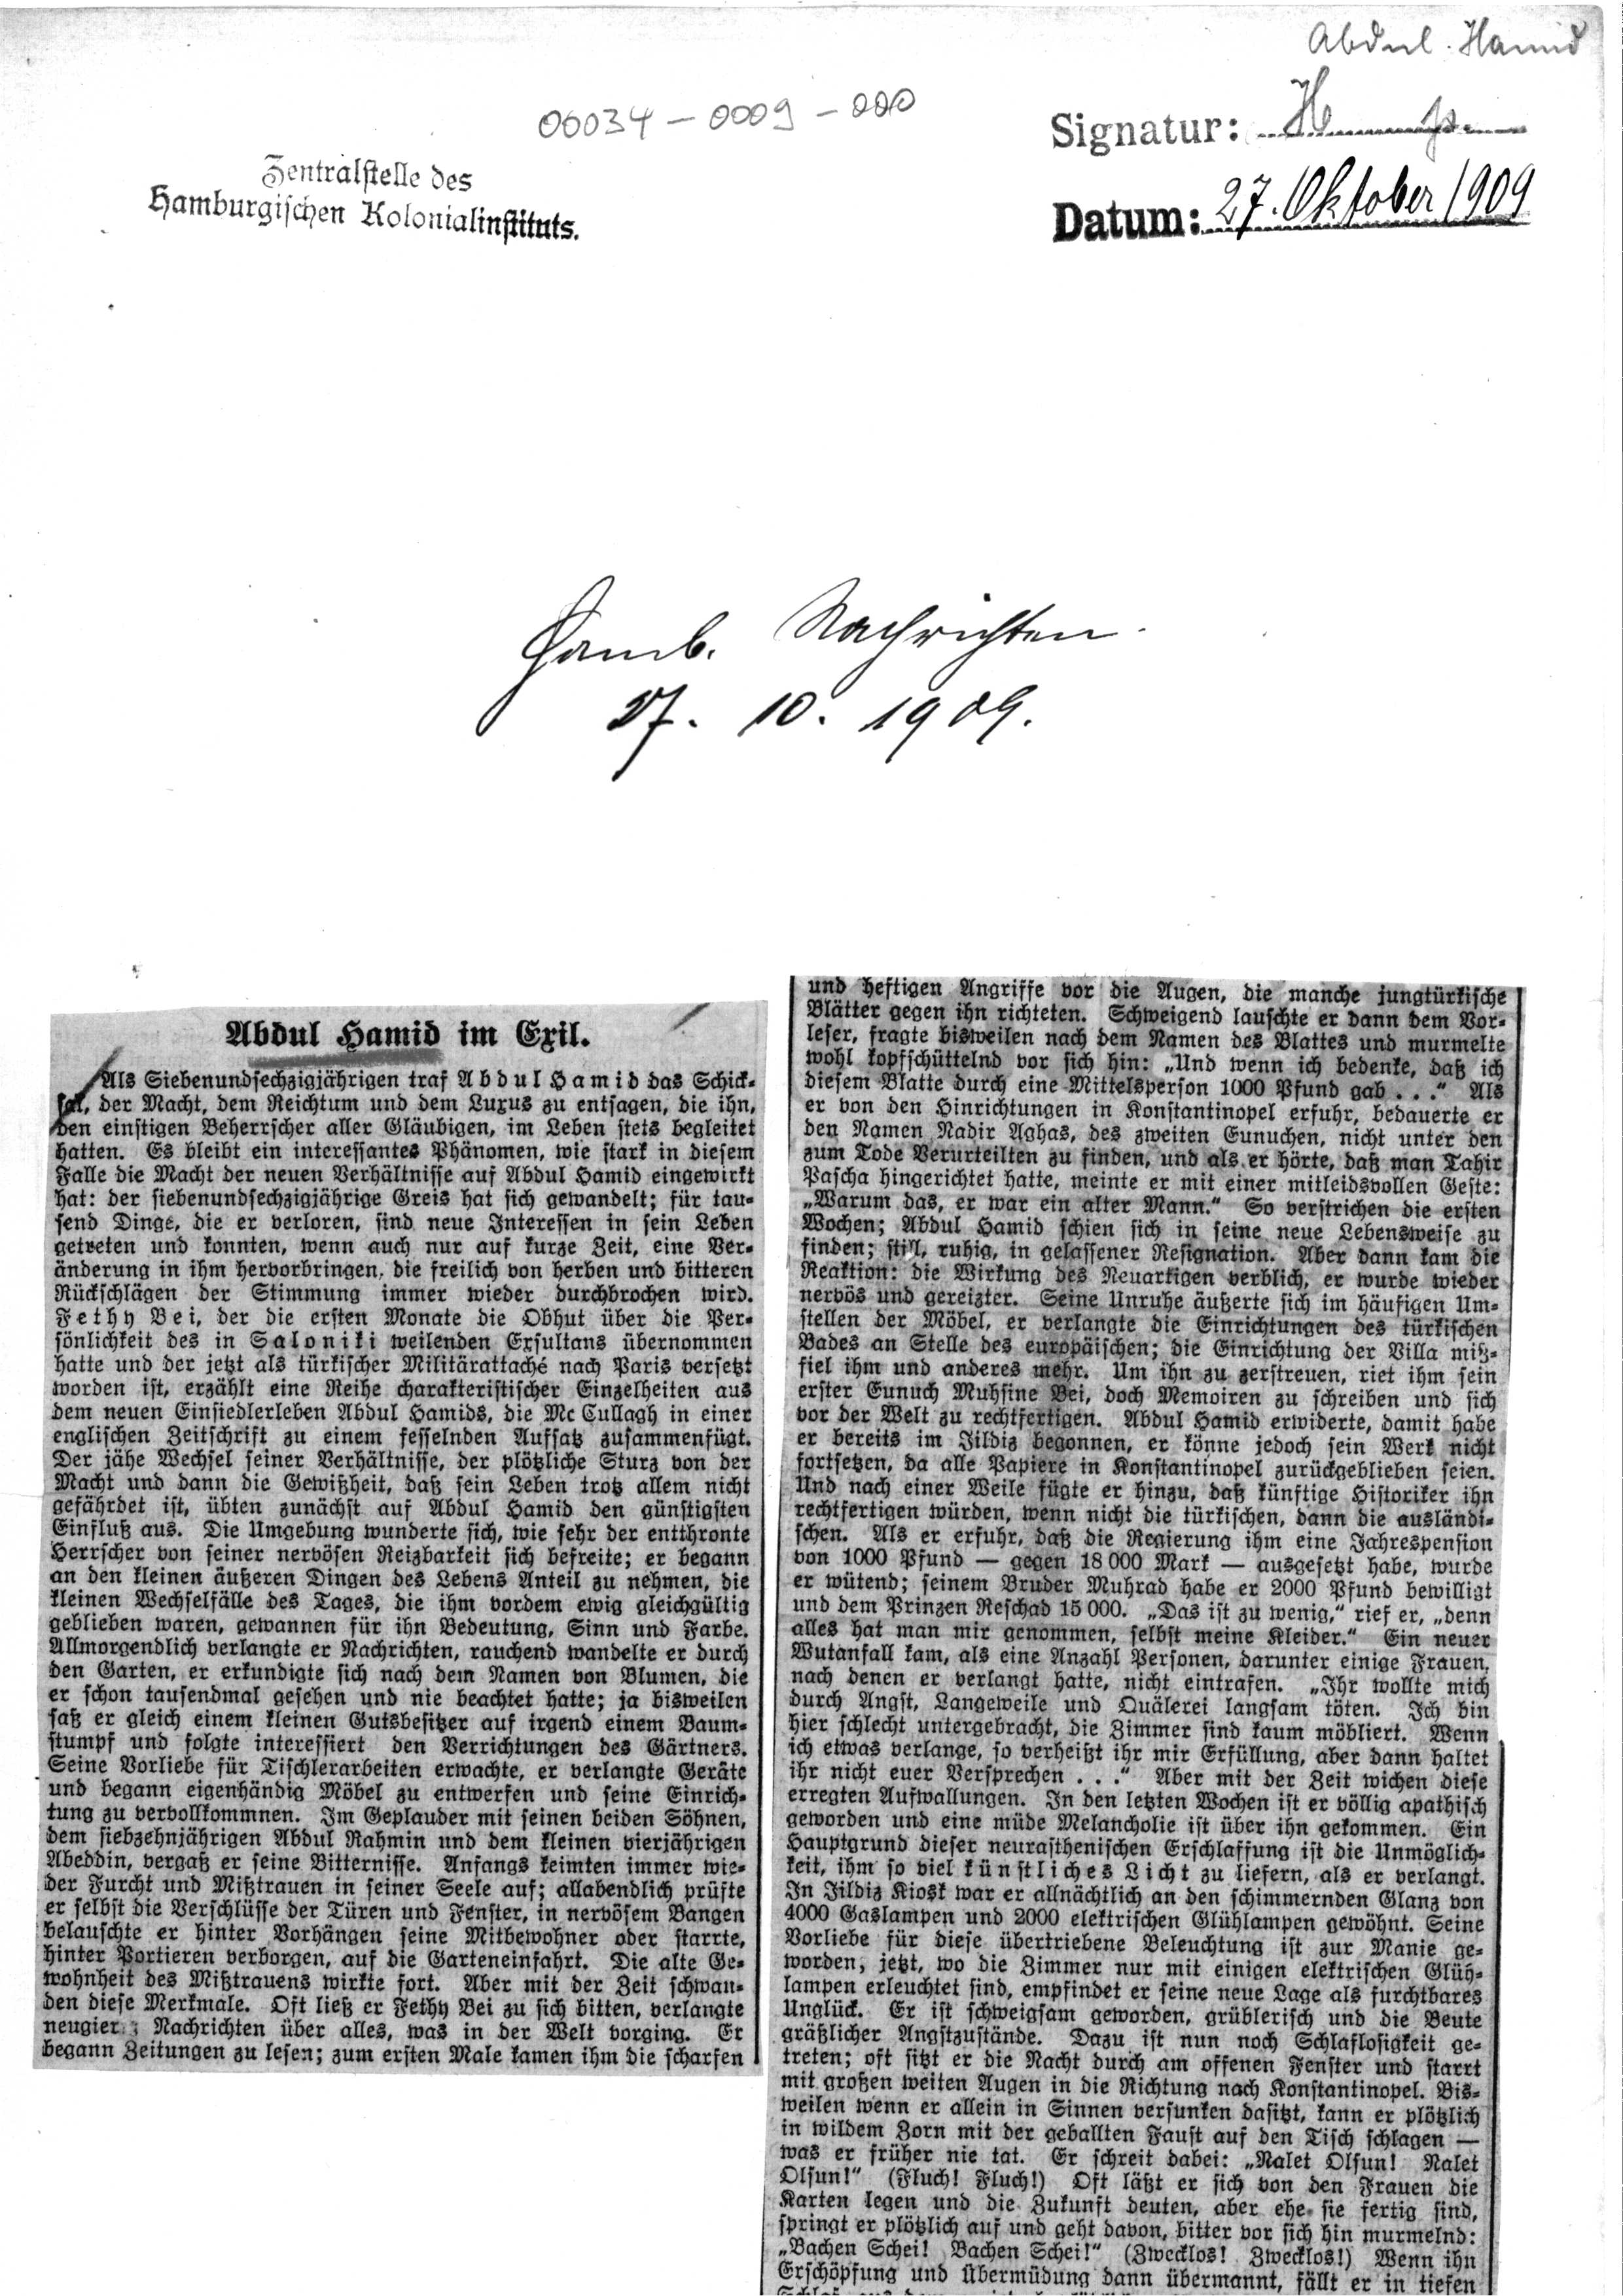 Abdul. Hamid
00034 - 0009 - 000
Signatur: H
Zentralstelle des
Hamburgischen Kolonialinstituts.
Datum: 27. Oktober 1909
Hamb. Nachrichten.
27. 10. 1909.
Abdul Hamid im Exil.
Als Siebenundsechzigjährigen traf Abdul Hamid das Schick-
sal, der Macht, dem Reichtum und dem Luxus zu entsagen, die ihn,
den einstigen Beherrscher aller Gläubigen, im Leben stets begleitet
hatten. Es bleibt ein interessantes Phänomen, wie stark in diesem
Falle die Macht der neuen Verhältnisse auf Abdul Hamid eingewirkt
hat: der siebenundsechzigjährige Greis hat sich gewandelt; für tau-
send Dinge, die er verloren, sind neue Interessen in sein Leben
getreten und konnten, wenn auch nur auf kurze Zeit, eine Ver-
änderung in ihm hervorbringen, die freilich von herben und bitteren
Rückschlägen der Stimmung immer wieder durchbrochen wird.
Fethy Bei, der die ersten Monate die Obhut über die Per-
sönlichkeit des in Saloniki weilenden Exsultans übernommen
hatte und der jetzt als türkischer Militärattaché nach Paris versetzt
worden ist, erzählt eine Reihe charakteristischer Einzelheiten aus
dem neuen Einsiedlerleben Abdul Hamids, die Mc Cullagh in einer
englischen Zeitschrift zu einem fesselnden Aufsatz zusammenfügt.
Der jähe Wechsel seiner Verhältnisse, der plötzliche Sturz von der
Macht und dann die Gewißheit, daß sein Leben trotz allem nicht
gefährdet ist, übten zunächst auf Abdul Hamid den günstigsten
Einfluß aus. Die Umgebung wunderte sich, wie sehr der entthronte
Herrscher von seiner nervösen Reizbarkeit sich befreite; er begann
an den kleinen äußeren Dingen des Lebens Anteil zu nehmen, die
kleinen Wechselfälle des Tages, die ihm vordem ewig gleichgültig
geblieben waren, gewannen für ihn Bedeutung, Sinn und Farbe.
Allmorgendlich verlangte er Nachrichten, rauchend wandelte er durch
den Garten, er erkundigte sich nach dem Namen von Blumen, die
er schon tausendmal gesehen und nie beachtet hatte; ja bisweilen
saß er gleich einem kleinen Gutsbesitzer auf irgend einem Baum-
stumpf und folgte interessiert den Verrichtungen des Gärtners.
Seine Vorliebe für Tischlerarbeiten erwachte, er verlangte Geräte
und begann eigenhändig Möbel zu entwerfen und seine Einrich-
tung zu vervollkommnen. Im Geplauder mit seinen beiden Söhnen,
dem siebzehnjährigen Abdul Rahmin und dem kleinen vierjährigen
Abeddin, vergaß er seine Bitternisse. Anfangs keimten immer wie-
der Furcht und Mißtrauen in seiner Seele auf; allabendlich prüfte
er selbst die Verschlüsse der Türen und Fenster, in nervösem Bangen
belauschte er hinter Vorhängen seine Mitbewohner oder starrte,
hinter Portieren verborgen, auf die Garteneinfahrt. Die alte Ge-
wohnheit des Mißtrauens wirkte fort. Aber mit der Zeit schwan-
den diese Merkmale. Oft ließ er Fethy Bei zu sich bitten, verlangte
neugier Nachrichten über alles, was in der Welt vorging. Er
begann Zeitungen zu lesen; zum ersten Male kamen ihm die scharfen
und heftigen Angriffe vor die Augen, die manche jungtürkische
Blätter gegen ihn richteten. Schweigend lauschte er dann dem Vor-
leser, fragte bisweilen nach dem Namen des Blattes und murmelte
wohl kopfschüttelnd vor sich hin: „Und wenn ich bedenke, daß ich
diesem Blatte durch eine Mittelsperson 1000 Pfund gab . . .“ Als
er von den Hinrichtungen in Konstantinopel erfuhr, bedauerte er
den Namen Nadir Aghas, des zweiten Eunuchen, nicht unter den
zum Tode Verurteilten zu finden, und als er hörte, daß man Tahir
Pascha hingerichtet hatte, meinte er mit einer mitleidsvollen Geste:
„Warum das, er war ein alter Mann.“ So verstrichen die ersten
Wochen; Abdul Hamid schien sich in seine neue Lebensweise zu
finden; still, ruhig, in gelassener Resignation. Aber dann kam die
Reaktion: die Wirkung des Neuartigen verblich, er wurde wieder
nervös und gereizter. Seine Unruhe äußerte sich im häufigen Um-
stellen der Möbel, er verlangte die Einrichtungen des türkischen
Bades an Stelle des europäischen; die Einrichtung der Villa miß-
fiel ihm und anderes mehr. Um ihn zu zerstreuen, riet ihm sein
erster Eunuch Muhsine Bei, doch Memoiren zu schreiben und sich
vor der Welt zu rechtfertigen. Abdul Hamid erwiderte, damit habe
er bereits im Jildiz begonnen, er könne jedoch sein Werk nicht
fortsetzen, da alle Papiere in Konstantinopel zurückgeblieben seien.
Und nach einer Weile fügte er hinzu, daß künftige Historiker ihn
rechtfertigen würden, wenn nicht die türkischen, dann die ausländi-
schen. Als er erfuhr, daß die Regierung ihm eine Jahrespension
von 1000 Pfund — gegen 18 000 Mark — ausgesetzt habe, wurde
er wütend; seinem Bruder Muhrad habe er 2000 Pfund bewilligt
und dem Prinzen Reschad 15 000. „Das ist zu wenig,“ rief er, „denn
alles hat man mir genommen, selbst meine Kleider.“ Ein neuer
Wutanfall kam, als eine Anzahl Personen, darunter einige Frauen,
nach denen er verlangt hatte, nicht eintrafen. „Ihr wollte mich
durch Angst, Langeweile und Quälerei langsam töten. Ich bin
hier schlecht untergebracht, die Zimmer sind kaum möbliert. Wenn
ich etwas verlange, so verheißt ihr mir Erfüllung, aber dann haltet
ihr nicht euer Versprechen . . .“ Aber mit der Zeit wichen diese
erregten Aufwallungen. In den letzten Wochen ist er völlig apathisch
geworden und eine müde Melancholie ist über ihn gekommen. Ein
Hauptgrund dieser neurasthenischen Erschlaffung ist die Unmöglich-
keit, ihm so viel künstliches Licht zu liefern, als er verlangt.
In Jildiz Kiosk war er allnächtlich an den schimmernden Glanz von
4000 Gaslampen und 2000 elektrischen Glühlampen gewöhnt. Seine
Vorliebe für diese übertriebene Beleuchtung ist zur Manie ge-
worden, jetzt, wo die Zimmer nur mit einigen elektrischen Glüh-
lampen erleuchtet sind, empfindet er seine neue Lage als furchtbares
Unglück. Er ist schweigsam geworden, grüblerisch und die Beute
gräßlicher Angstzustände. Dazu ist nun noch Schlaflosigkeit ge-
treten; oft sitzt er die Nacht durch am offenen Fenster und starrt
mit großen weiten Augen in die Richtung nach Konstantinopel. Bis-
weilen wenn er allein in Sinnen versunken dasitzt, kann er plötzlich
in wildem Zorn mit der geballten Faust auf den Tisch schlagen —
was er früher nie tat. Er schreit dabei: „Nalet Olsun! Nalet
Olsun!“ (Fluch! Fluch!) Oft läßt er sich von den Frauen die
Karten legen und die Zukunft deuten, aber ehe sie fertig sind,
springt er plötzlich auf und geht davon, bitter vor sich hin murmelnd:
„Bachen Schei! Bachen Schei!“ (Zwecklos! Zwecklos!) Wenn ihn
Erschöpfung und Übermüdung dann übermannt, fällt er in tiefen